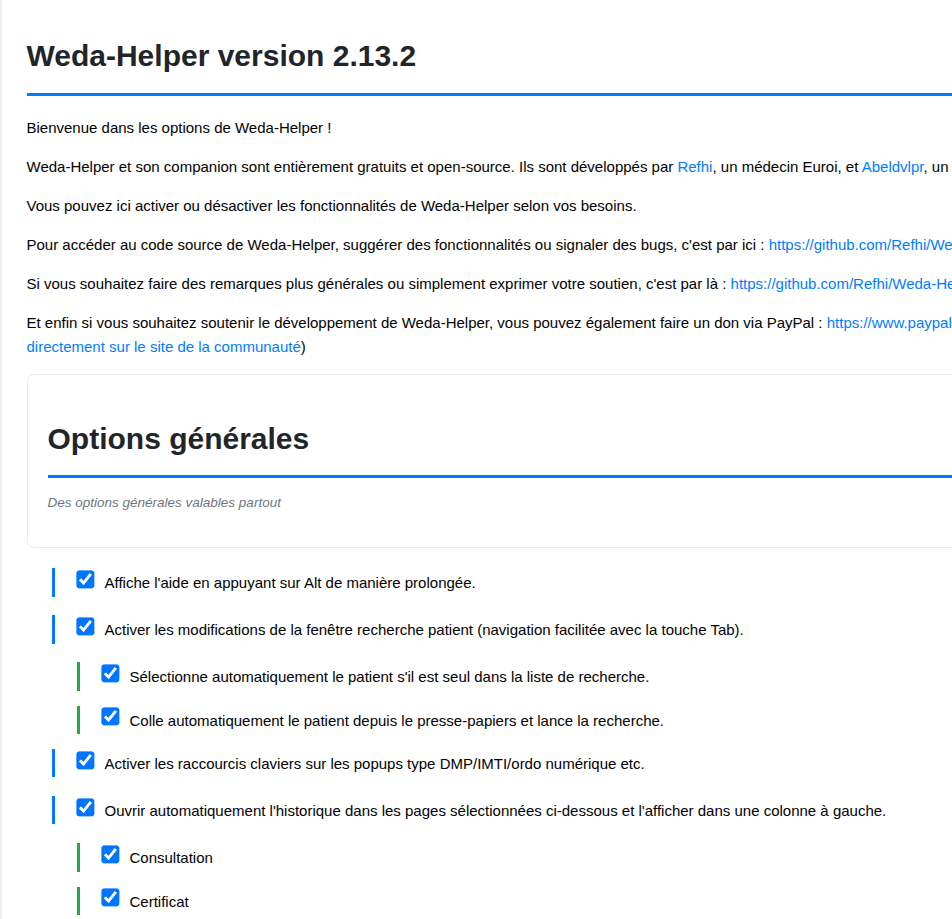 Weda-Helper version 2.13.2
Bienvenue dans les options de Weda-Helper !
Weda-Helper et son companion sont entièrement gratuits et open-source. Ils sont développés par Refhi, un médecin Euroi, et Abeldvlpr, un
Vous pouvez ici activer ou désactiver les fonctionnalités de Weda-Helper selon vos besoins.
Pour accéder au code source de Weda-Helper, suggérer des fonctionnalités ou signaler des bugs, c'est par ici : https://github.com/Refhi/We
Si vous souhaitez faire des remarques plus générales ou simplement exprimer votre soutien, c'est par là : https://github.com/Refhi/Weda-He
Et enfin si vous souhaitez soutenir le développement de Weda-Helper, vous pouvez également faire un don via PayPal : https://www.paypal
directement sur le site de la communauté)
Options générales
Des options générales valables partout
Affiche l'aide en appuyant sur Alt de manière prolongée.
Activer les modifications de la fenêtre recherche patient (navigation facilitée avec la touche Tab).
Sélectionne automatiquement le patient s'il est seul dans la liste de recherche.
Colle automatiquement le patient depuis le presse-papiers et lance la recherche.
Activer les raccourcis claviers sur les popups type DMP/IMTI/ordo numérique etc.
Ouvrir automatiquement l'historique dans les pages sélectionnées ci-dessous et l'afficher dans une colonne à gauche.
Consultation
Certificat